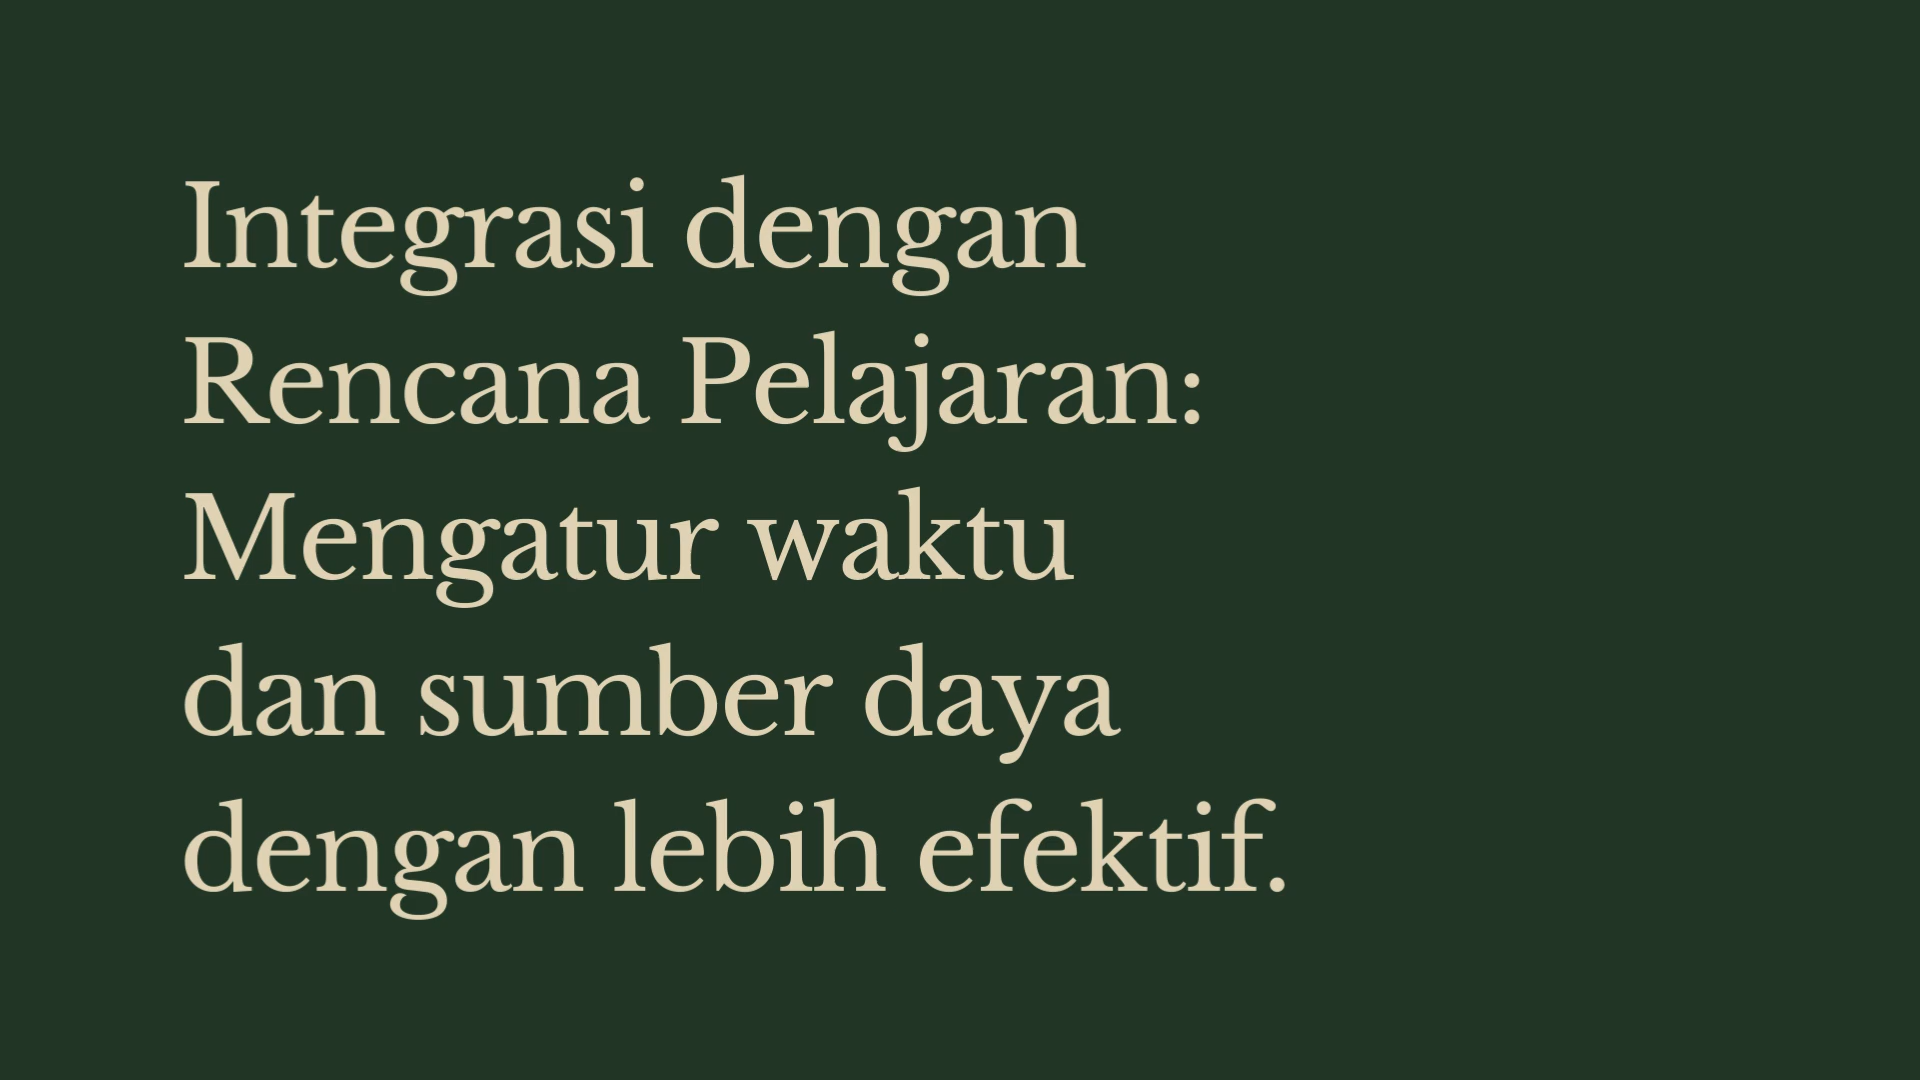 Integrasi dengan
Rencana Pelajaran:
Mengatur waktu
dan sumber daya
dengan lebih efektif.